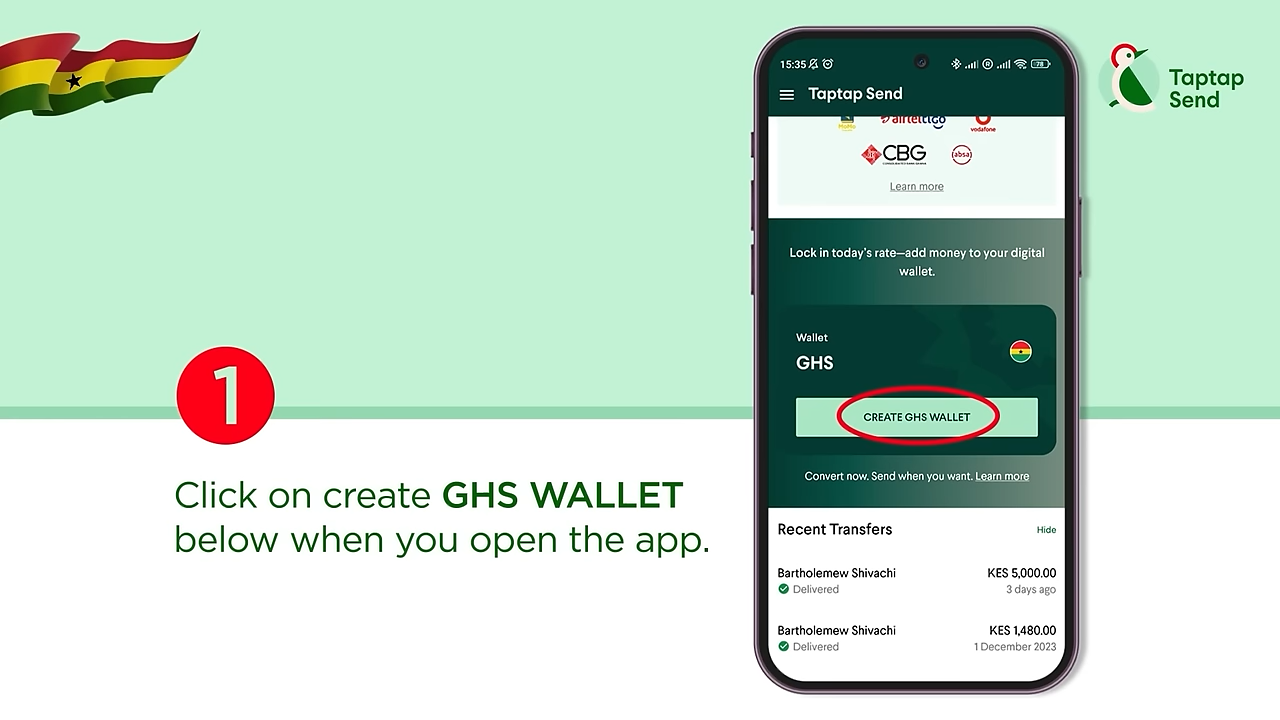 1
Click on create GHS WALLET
below when you open the app.
15:35
78
Taptap Send
airteltigo
vodafone
CBG
absa
Learn more
Lock in today's rate—add money to your digital
wallet.
Wallet
GHS
CREATE GHS WALLET
Convert now. Send when you want. Learn more
Recent Transfers
Hide
Bartholemew Shivachi
KES 5,000.00
Delivered
3 days ago
Bartholemew Shivachi
KES 1,480.00
Delivered
1 December 2023
Taptap
Send